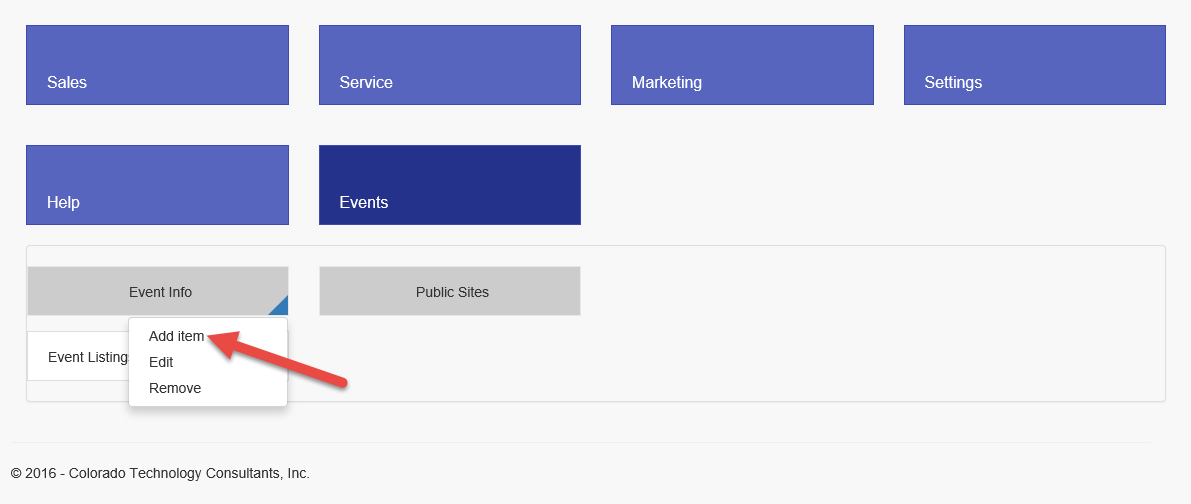 Sales
Service
Marketing
Settings
Help
Events
Event Info
Public Sites
Add item
Event Listings
Edit
Remove
© 2016 - Colorado Technology Consultants, Inc.